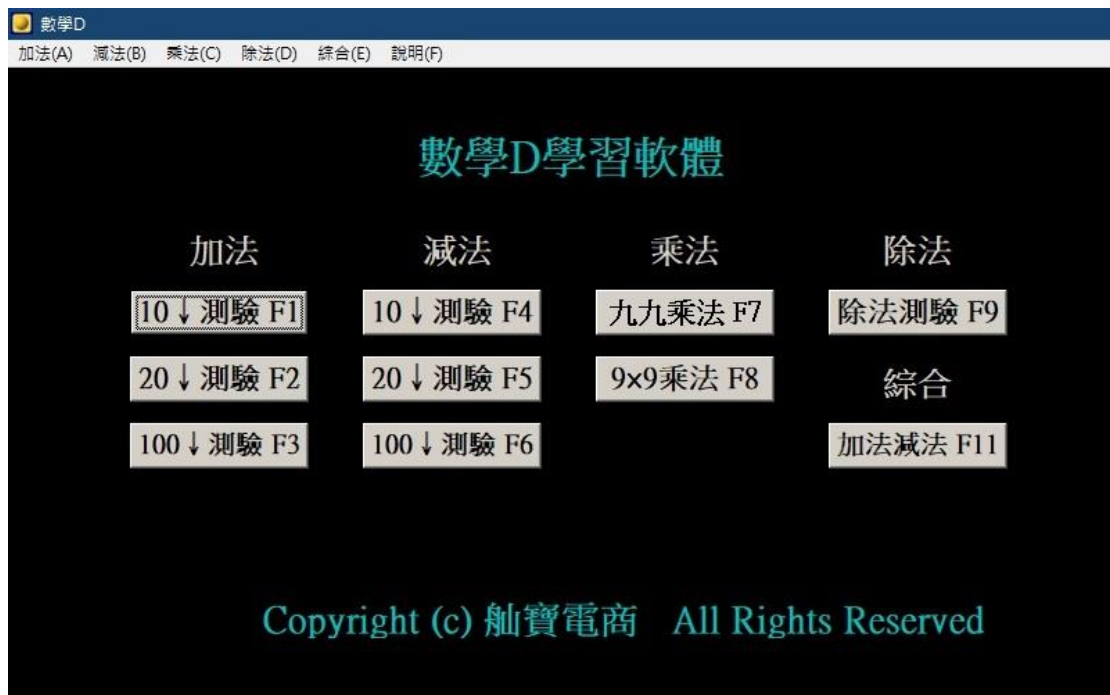 數學D
加法(A) 減法(B) 乘法(C) 除法(D) 綜合(E) 說明(F)
數學D學習軟體
加法 減法 乘法 除法
10↓測驗 F1 10↓測驗 F4 九九乘法 F7 除法測驗 F9
20↓測驗 F2 20↓測驗 F5 9×9乘法 F8 綜合
100↓測驗 F3 100↓測驗 F6 加法減法 F11
Copyright (c) 舢寶電商 All Rights Reserved